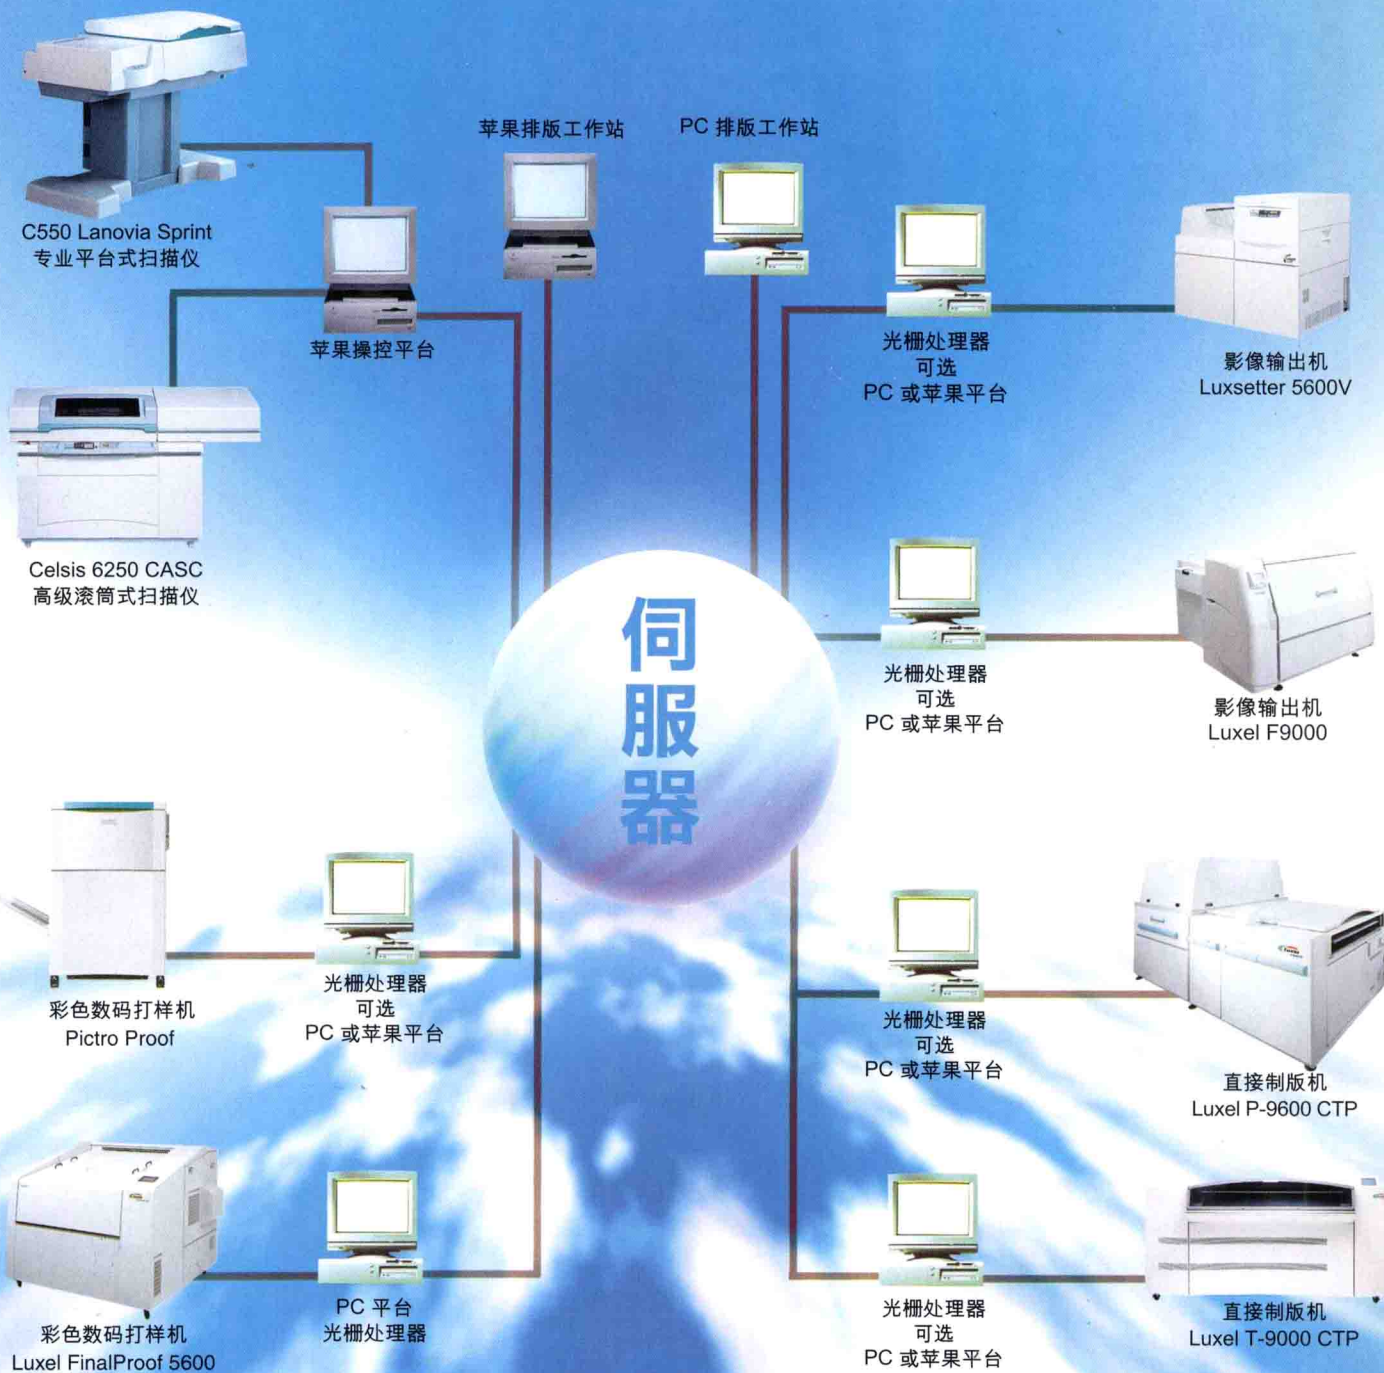 苹果排版工作站
PC 排版工作站
C550 Lanovia Sprint
专业平台式扫描仪
苹果操控平台
光栅处理器
可选
PC 或苹果平台
影像输出机
Luxsetter 5600V
Celsis 6250 CASC
高级滚筒式扫描仪
伺服器
光栅处理器
可选
PC 或苹果平台
影像输出机
Luxel F9000
彩色数码打样机
Pictro Proof
光栅处理器
可选
PC 或苹果平台
光栅处理器
可选
PC 或苹果平台
直接制版机
Luxel P-9600 CTP
彩色数码打样机
Luxel FinalProof 5600
PC 平台
光栅处理器
光栅处理器
可选
PC 或苹果平台
直接制版机
Luxel T-9000 CTP